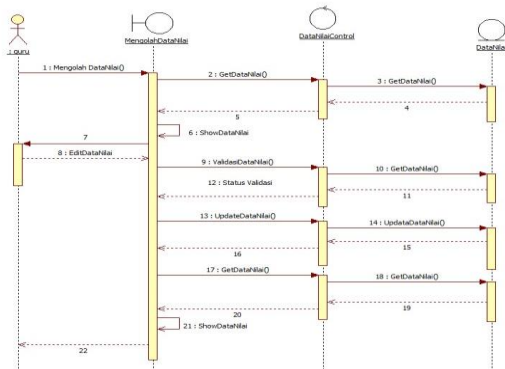 : guru
MengolahDataNilai
DataNilaiControl
DataNilai
1 : Mengolah DataNilai()
2 : GetDataNilai()
3 : GetDataNilai()
4
5
6 : ShowDataNilai
7
8 : EditDataNilai
9 : ValidasiDataNilai()
10 : GetDataNilai()
11
12 : Status Validasi
13 : UpdateDataNilai()
14 : UpdataDataNilai()
15
16
17 : GetDataNilai()
18 : GetDataNilai()
19
20
21 : ShowDataNilai
22